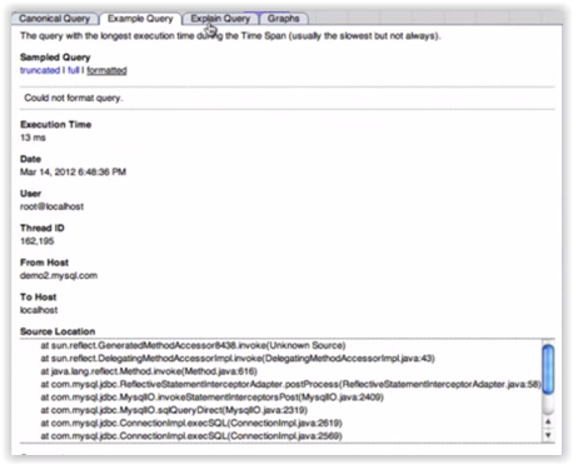 Canonical Query Example Query Explain Query Graphs
The query with the longest execution time during the Time Span (usually the slowest but not always).
Sampled Query
truncated | full | formatted
Could not format query.
Execution Time
13 ms
Date
Mar 14, 2012 6:48:36 PM
User
root@localhost
Thread ID
162,195
From Host
demo2.mysql.com
To Host
localhost
Source Location
at sun.reflect.GeneratedMethodAccessor8438.invoke(Unknown Source)
at sun.reflect.DelegatingMethodAccessorImpl.invoke(DelegatingMethodAccessorImpl.java:43)
at java.lang.reflect.Method.invoke(Method.java:616)
at com.mysql.jdbc.ReflectiveStatementInterceptorAdapter.postProcess(ReflectiveStatementInterceptorAdapter.java:58)
at com.mysql.jdbc.MysqlIO.invokeStatementInterceptorsPost(MysqlIO.java:2409)
at com.mysql.jdbc.MysqlIO.sqlQueryDirect(MysqlIO.java:2319)
at com.mysql.jdbc.ConnectionImpl.execSQL(ConnectionImpl.java:2619)
at com.mysql.jdbc.ConnectionImpl.execSQL(ConnectionImpl.java:2569)